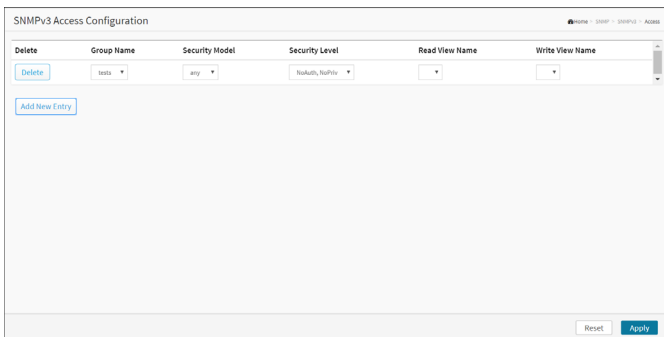 SNMPv3 Access Configuration
Home > SNMP > SNMPv3 > Access
Delete Group Name Security Model Security Level Read View Name Write View Name
Delete tests any NoAuth, NoPriv
Add New Entry
Reset Apply